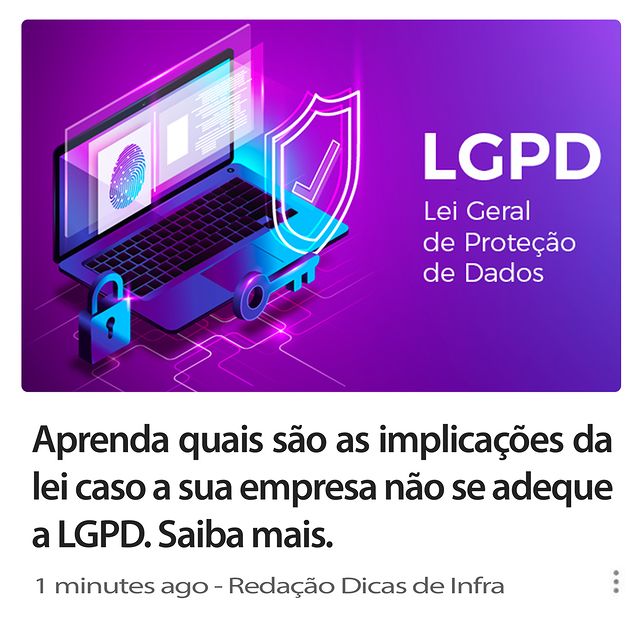 LGPD
Lei Geral
de Proteção
de Dados
Aprenda quais são as implicações da
lei caso a sua empresa não se adeque
a LGPD. Saiba mais.
1 minutes ago - Redação Dicas de Infra